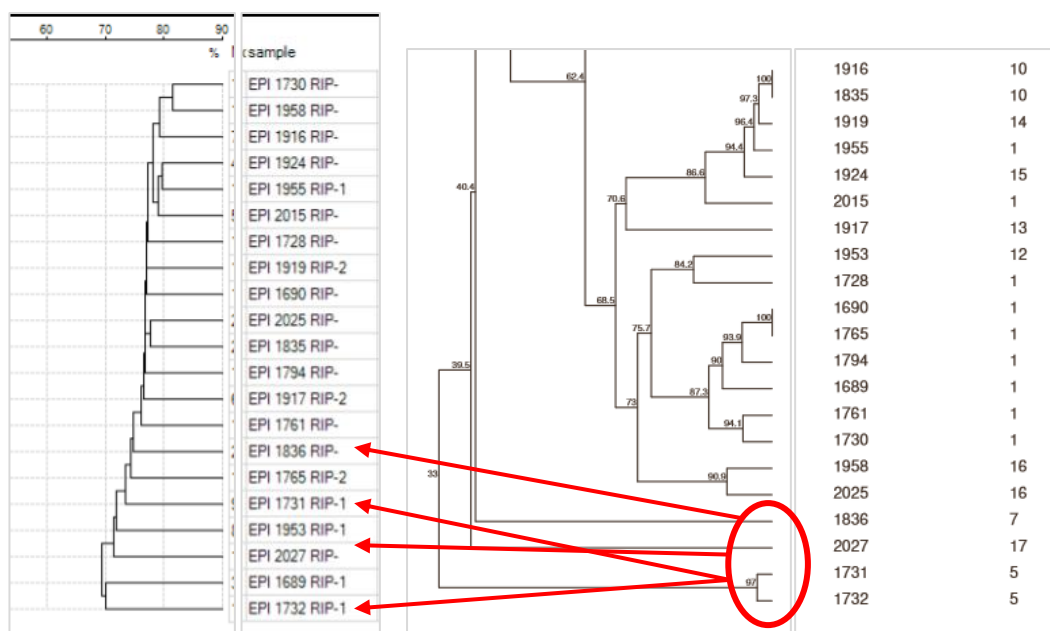 60 70 80 90
%
sample
EPI 1730 RIP-
EPI 1958 RIP-
EPI 1916 RIP-
EPI 1924 RIP-
EPI 1955 RIP-1
EPI 2015 RIP-
EPI 1728 RIP-
EPI 1919 RIP-2
EPI 1690 RIP-
EPI 2025 RIP-
EPI 1835 RIP-
EPI 1794 RIP-
EPI 1917 RIP-2
EPI 1761 RIP-
EPI 1836 RIP-
EPI 1765 RIP-2
EPI 1731 RIP-1
EPI 1953 RIP-1
EPI 2027 RIP-
EPI 1689 RIP-1
EPI 1732 RIP-1
62.4
100
97.3
96.4
94.4
86.6
40.4
70.6
84.2
68.5
100
75.7
93.9
39.5
90
87.3
73
94.1
33
90.9
97
1916 10
1835 10
1919 14
1955 1
1924 15
2015 1
1917 13
1953 12
1728 1
1690 1
1765 1
1794 1
1689 1
1761 1
1730 1
1958 16
2025 16
1836 7
2027 17
1731 5
1732 5